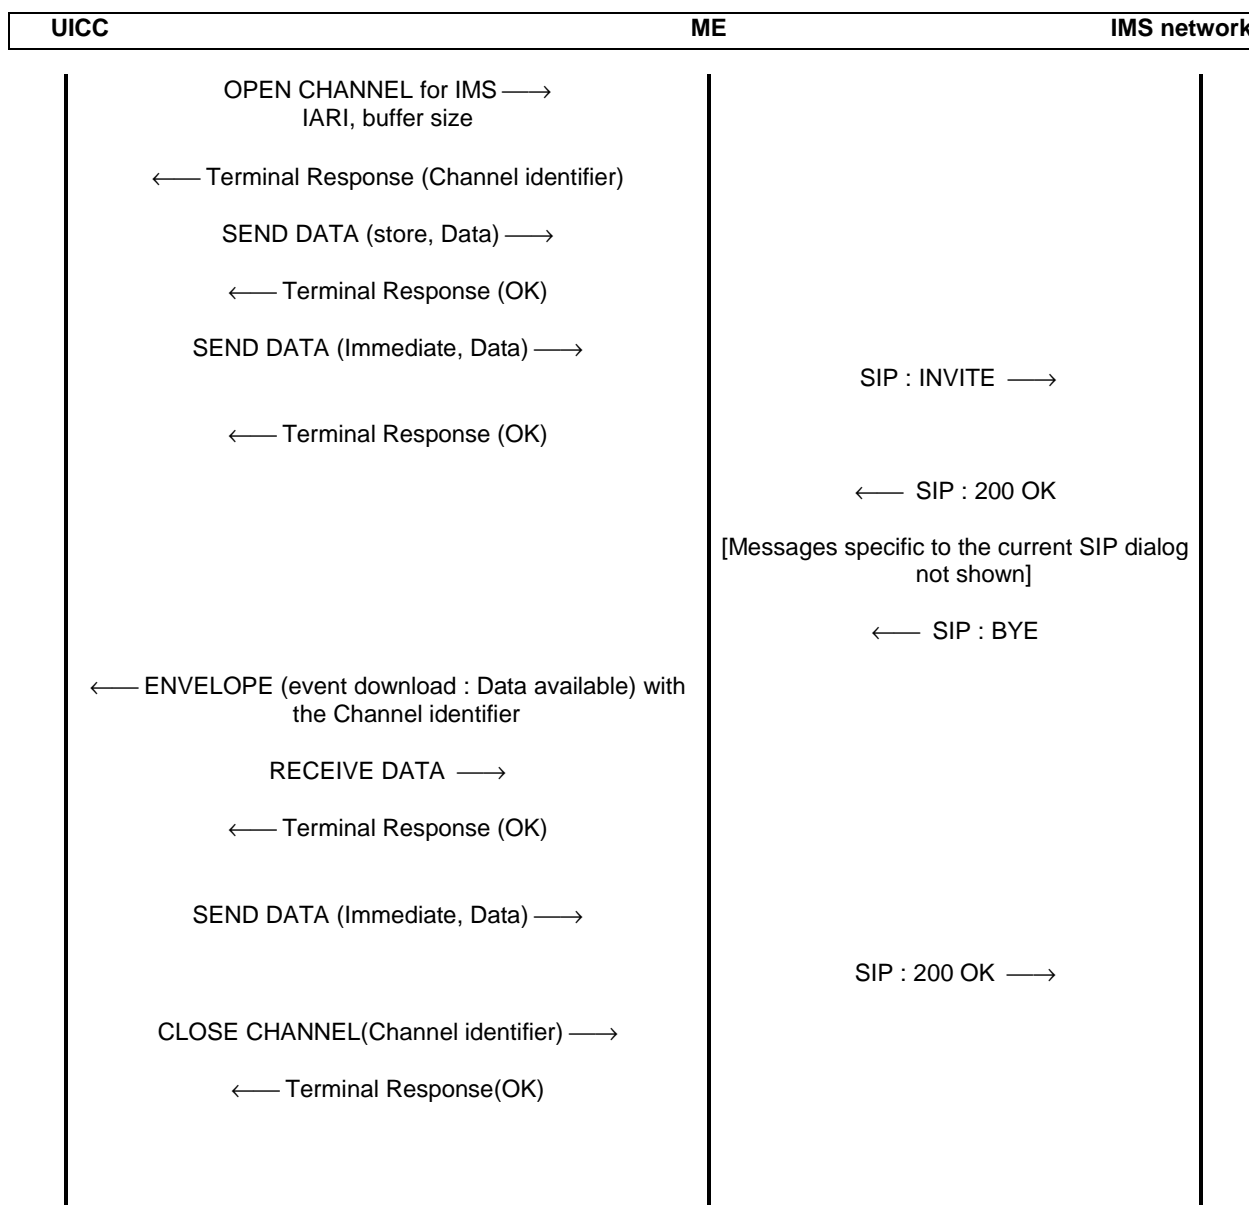 UICC ME IMS network
OPEN CHANNEL for IMS ⟶
IARI, buffer size
⟵ Terminal Response (Channel identifier)
SEND DATA (store, Data) ⟶
⟵ Terminal Response (OK)
SEND DATA (Immediate, Data) ⟶
SIP : INVITE ⟶
⟵ Terminal Response (OK)
⟵ SIP : 200 OK
[Messages specific to the current SIP dialog
not shown]
⟵ SIP : BYE
⟵ ENVELOPE (event download : Data available) with
the Channel identifier
RECEIVE DATA ⟶
⟵ Terminal Response (OK)
SEND DATA (Immediate, Data) ⟶
SIP : 200 OK ⟶
CLOSE CHANNEL(Channel identifier) ⟶
⟵ Terminal Response(OK)